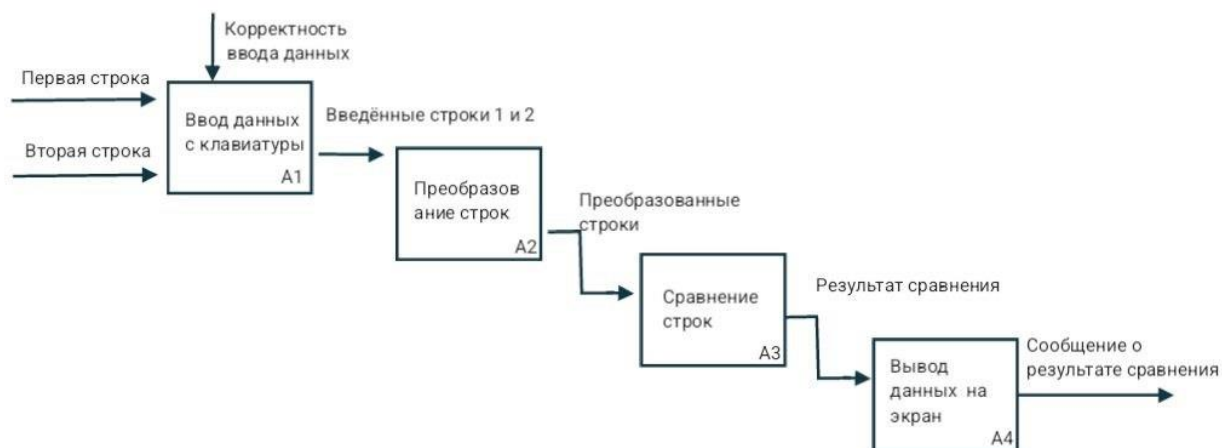 Корректность
ввода данных
Первая строка
Вторая строка
Ввод данных
с клавиатуры
A1
Введённые строки 1 и 2
Преобразов
ание строк
A2
Преобразованные
строки
Сравнение
строк
A3
Результат сравнения
Вывод
данных на
экран
A4
Сообщение о
результате сравнения